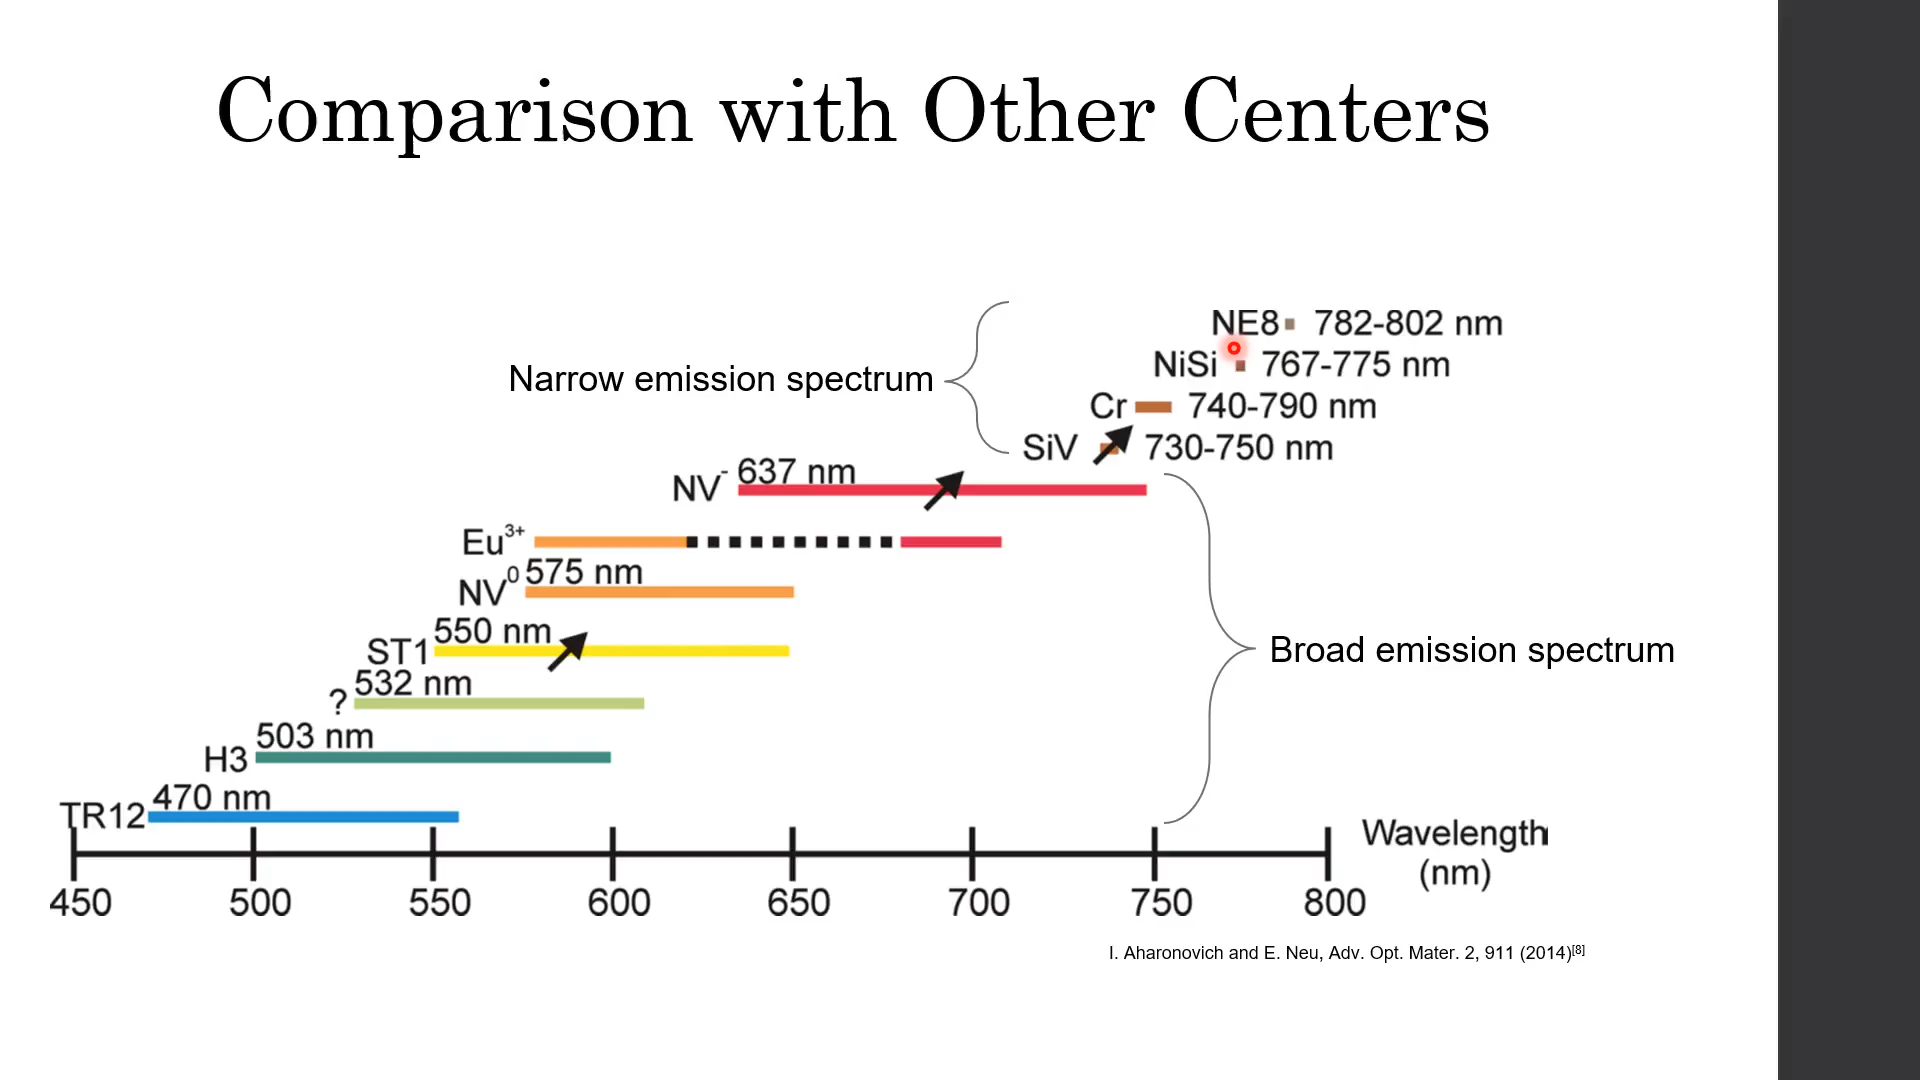 Comparison with Other Centers
NE8 782-802 nm
NiSi 767-775 nm
Narrow emission spectrum
Cr 740-790 nm
SiV 730-750 nm
NV- 637 nm
Eu3+
NV0 575 nm
ST1 550 nm
Broad emission spectrum
? 532 nm
H3 503 nm
TR12 470 nm
450 500 550 600 650 700 750 800
Wavelength
(nm)
I. Aharonovich and E. Neu, Adv. Opt. Mater. 2, 911 (2014)[8]